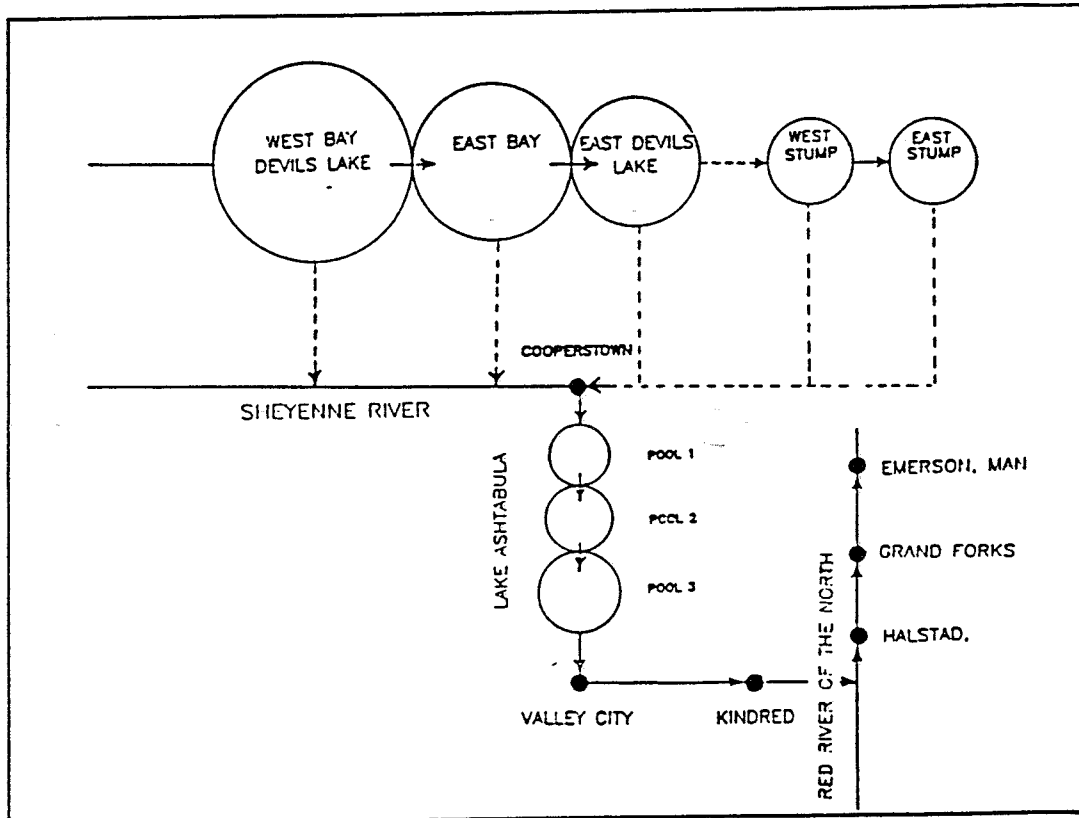 WEST BAY
DEVILS LAKE
EAST BAY
EAST DEVILS
LAKE
WEST
STUMP
EAST
STUMP
COOPERSTOWN
SHEYENNE RIVER
LAKE ASHTABULA
POOL 1
POOL 2
POOL 3
VALLEY CITY
KINDRED
RED RIVER OF THE NORTH
EMERSON, MAN
GRAND FORKS
HALSTAD.